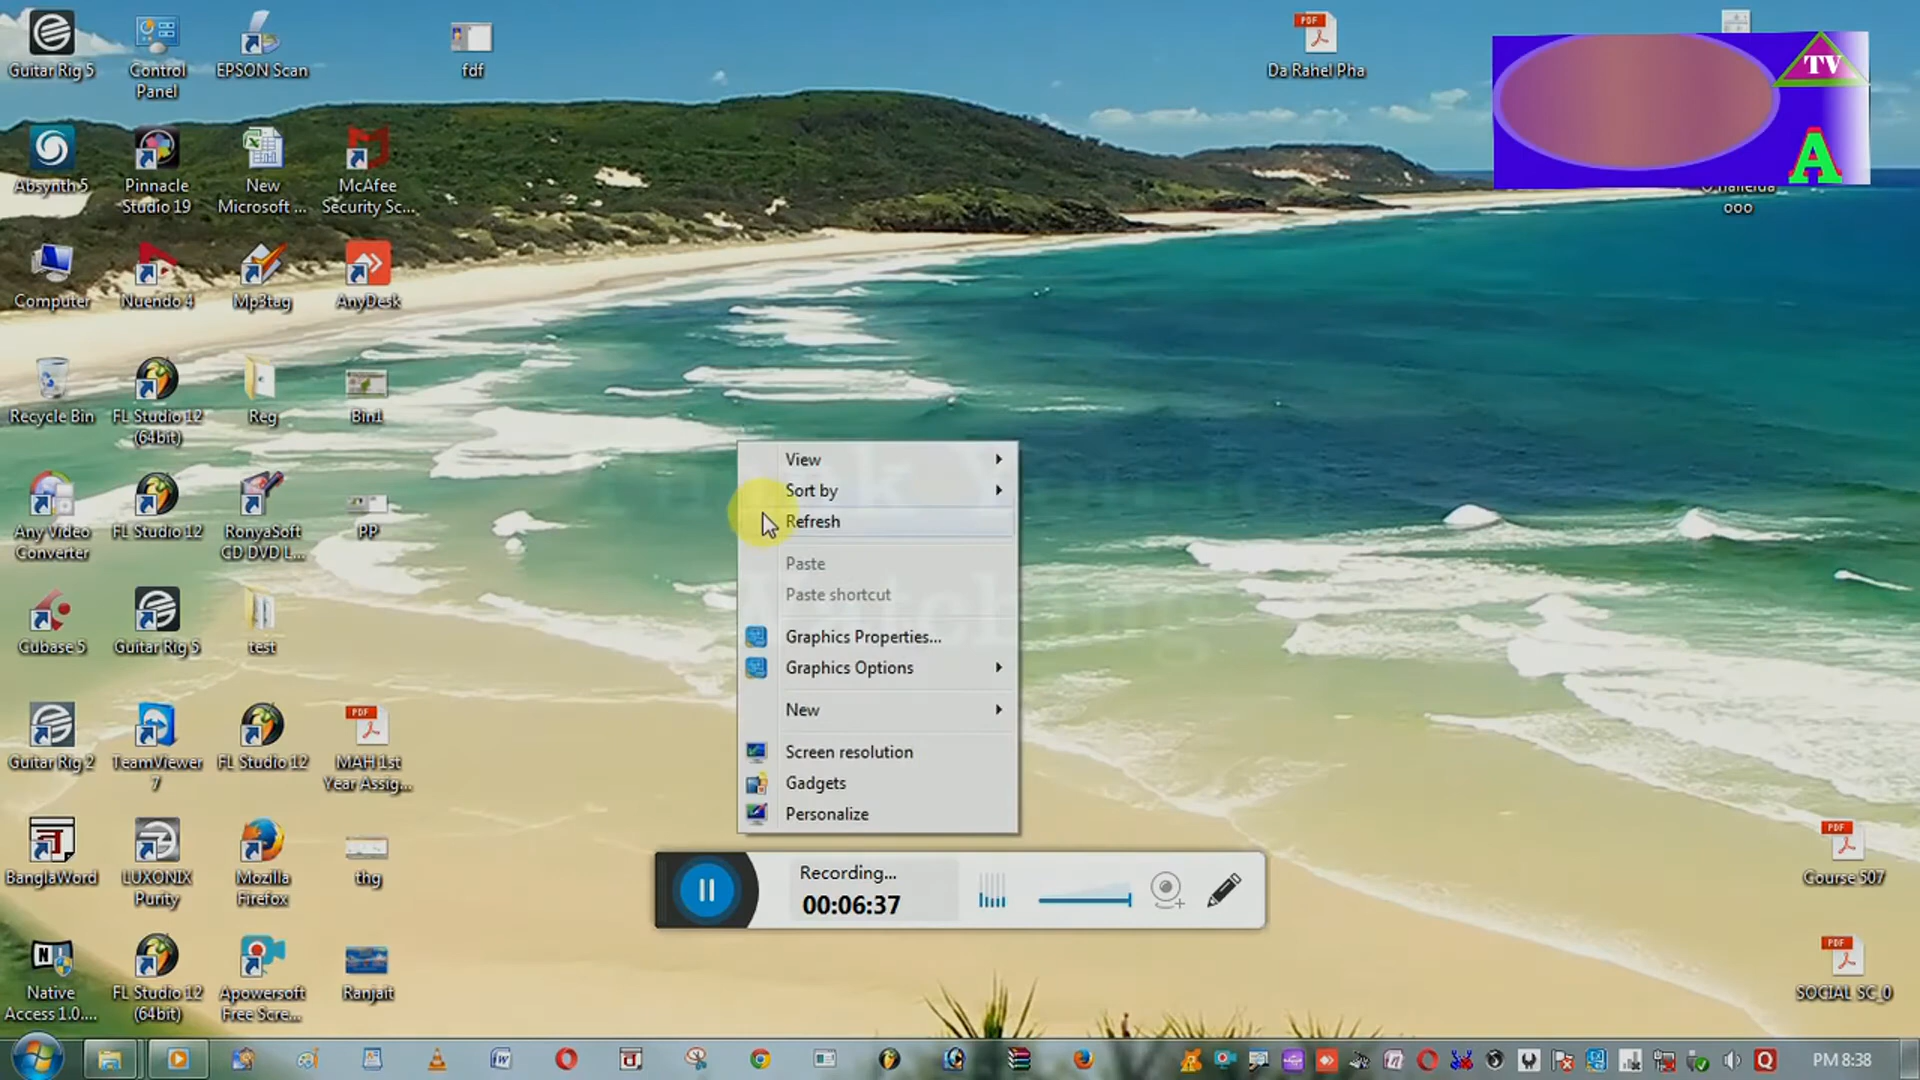 Guitar Rig 5
Control
Panel
EPSON Scan
fdf
Da Rahel Pha
TV
A
Absynth 5
Pinnacle
Studio 19
New
Microsoft ...
McAfee
Security Sc...
ooo
Computer
Nuendo 4
Mp3tag
AnyDesk
Recycle Bin
FL Studio 12
(64bit)
Reg
Bin1
Any Video
Converter
FL Studio 12
RonyaSoft
CD DVD L...
PP
View
Sort by
Refresh
Paste
Paste shortcut
Graphics Properties...
Graphics Options
New
Screen resolution
Gadgets
Personalize
Cubase 5
Guitar Rig 5
test
Guitar Rig 2
TeamViewer
7
FL Studio 12
MAH 1st
Year Assig...
BanglaWord
LUXONIX
Purity
Mozilla
Firefox
thg
Recording...
00:06:37
PDF
Course 507
Native
Access 1.0....
FL Studio 12
(64bit)
Apowersoft
Free Scre...
Ranjait
PDF
SOCIAL SC_0
PM 8:38